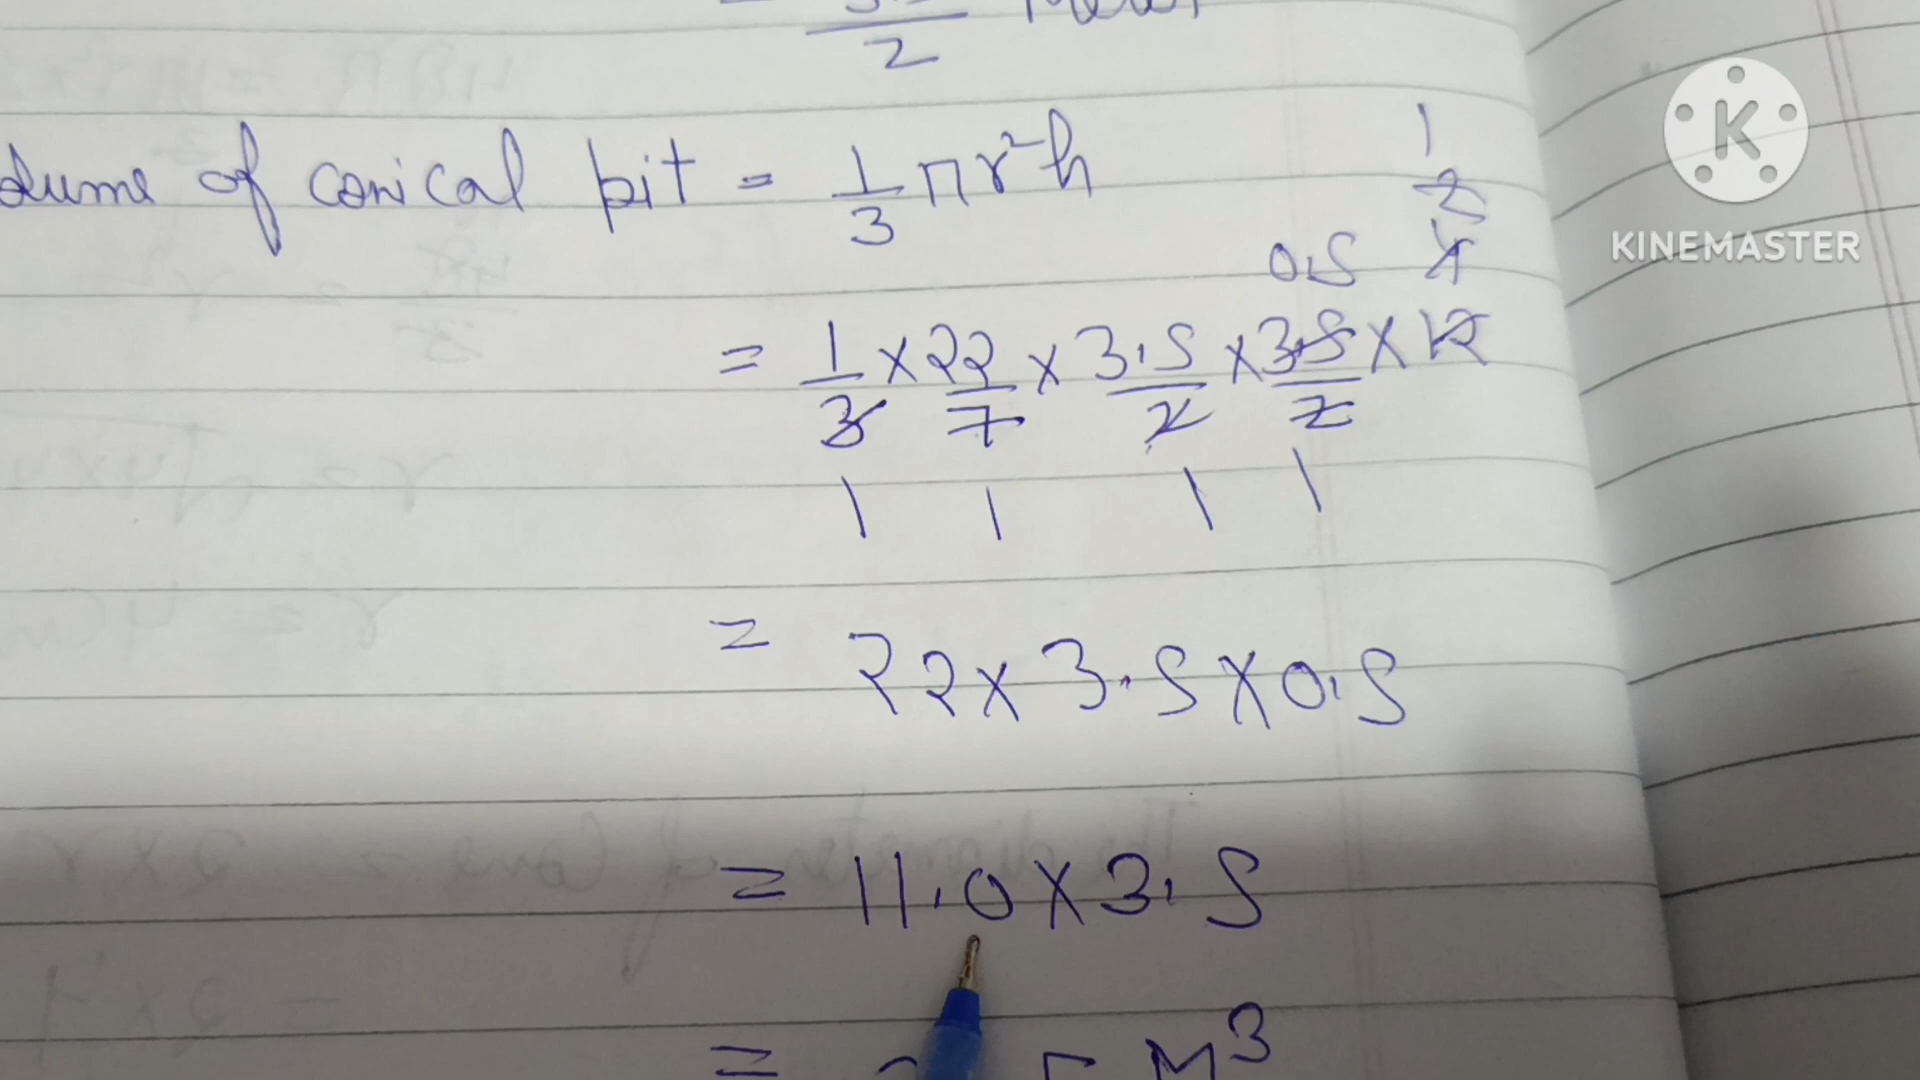 2
of conical pit = 1/3 πr²h
1
2
0.5 4
= 1/3 × 22/7 × 3.5/2 × 3.5/2 × 12
1 1 1 1
= 22 × 3.5 × 0.5
= 11.0 × 3.5
= M³
K
KINEMASTER